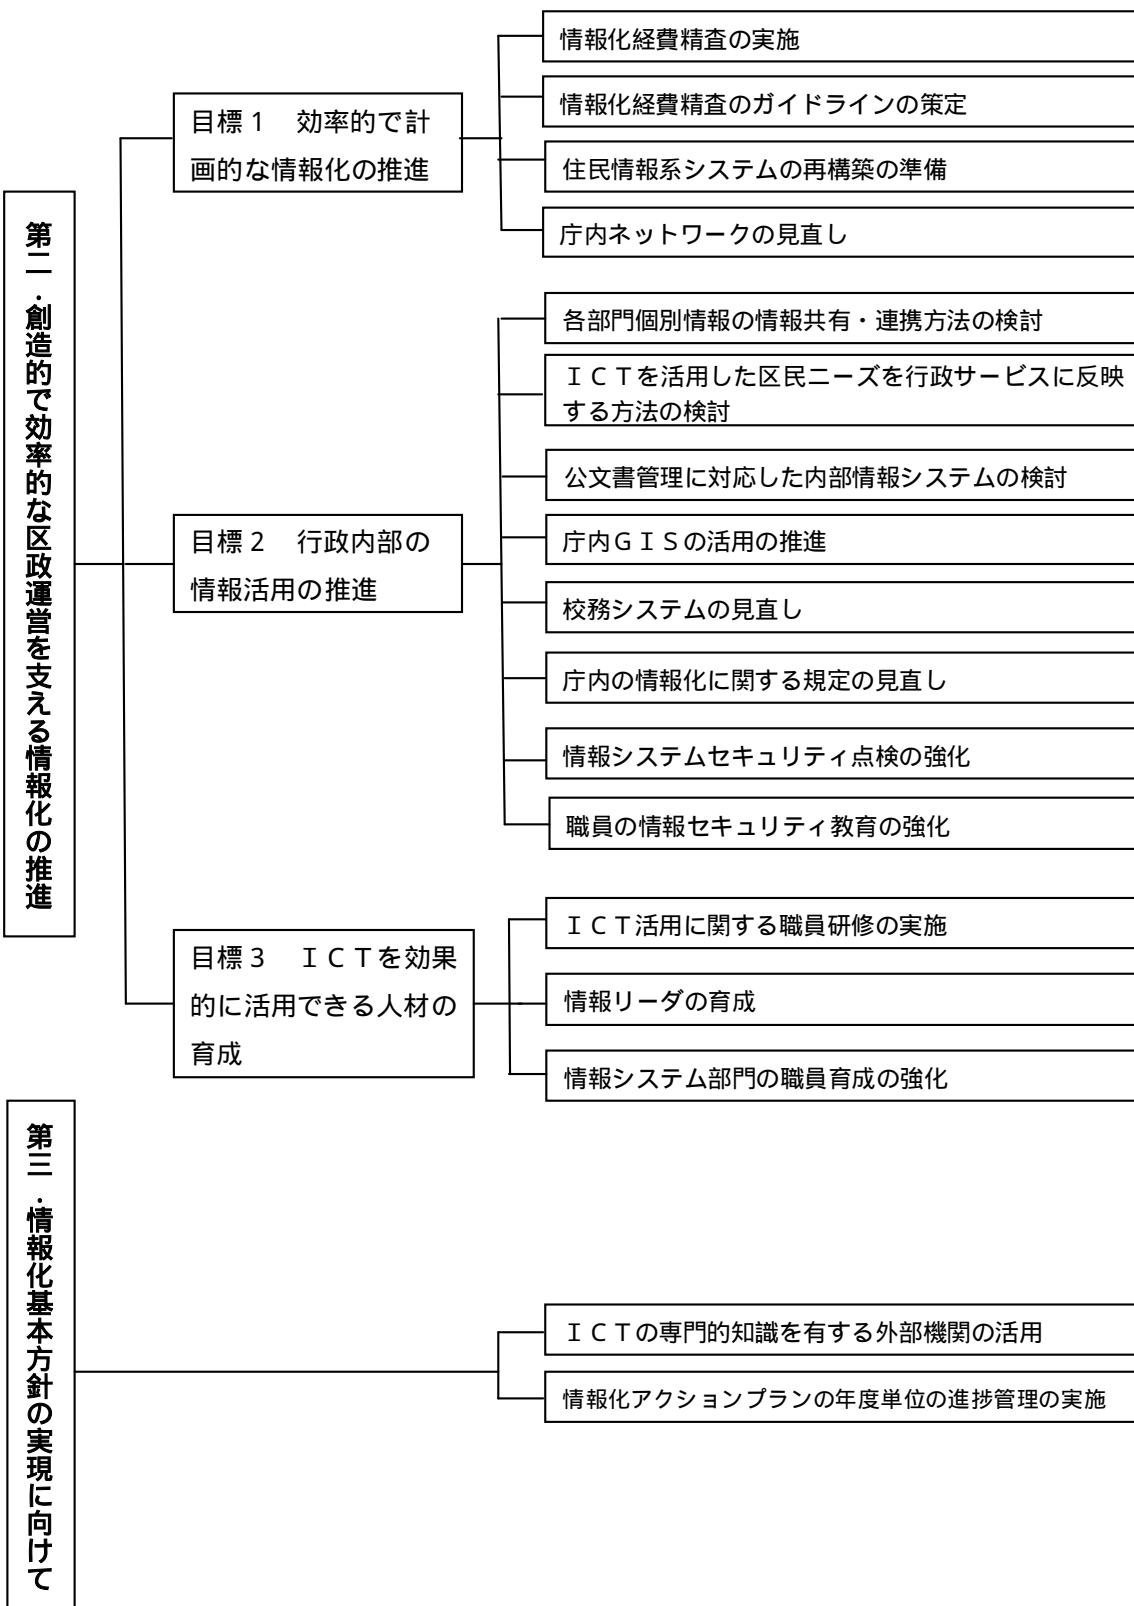 第二．創造的で効率的な区政運営を支える情報化の推進
目標１　効率的で計
画的な情報化の推進
情報化経費精査の実施
情報化経費精査のガイドラインの策定
住民情報系システムの再構築の準備
庁内ネットワークの見直し
目標２　行政内部の
情報活用の推進
各部門個別情報の情報共有・連携方法の検討
ＩＣＴを活用した区民ニーズを行政サービスに反映
する方法の検討
公文書管理に対応した内部情報システムの検討
庁内ＧＩＳの活用の推進
校務システムの見直し
庁内の情報化に関する規定の見直し
情報システムセキュリティ点検の強化
職員の情報セキュリティ教育の強化
目標３　ＩＣＴを効果
的に活用できる人材の
育成
ＩＣＴ活用に関する職員研修の実施
情報リーダの育成
情報システム部門の職員育成の強化
第三．情報化基本方針の実現に向けて
ＩＣＴの専門的知識を有する外部機関の活用
情報化アクションプランの年度単位の進捗管理の実施